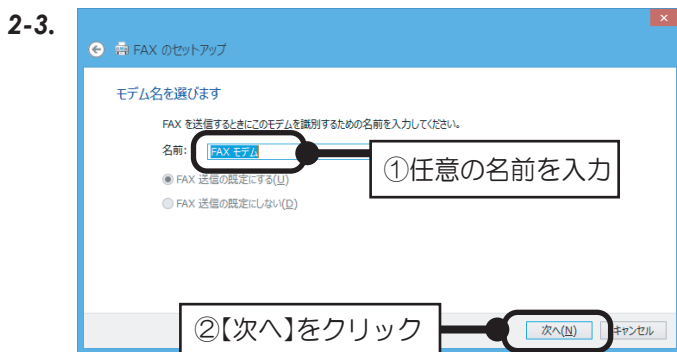 2-3.
FAX のセットアップ
モデム名を選びます
FAX を送信するときにこのモデムを識別するための名前を入力してください。
名前: FAX モデム
①任意の名前を入力
FAX 送信の既定にする(U)
FAX 送信の既定にしない(D)
②【次へ】をクリック
次へ(N) キャンセル